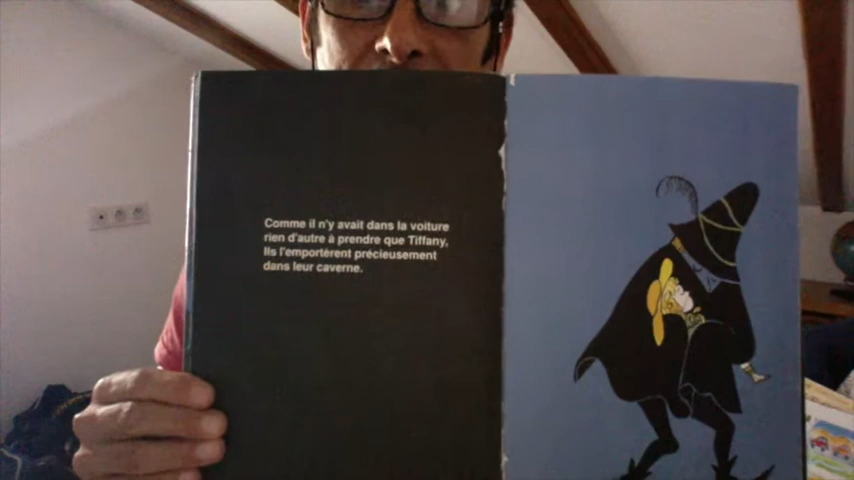 Comme il n'y avait dans la voiture
rien d'autre à prendre que Tiffany,
Ils l'emportèrent précieusement
dans leur caverne.